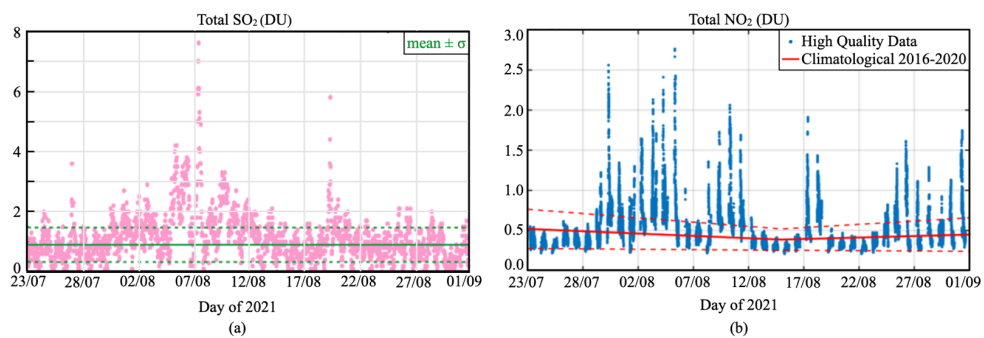 Total SO₂ (DU)
8
6
4
2
0
mean ± σ
23/07 28/07 02/08 07/08 12/08 17/08 22/08 27/08 01/09
Day of 2021
(a)
Total NO₂ (DU)
3.0
2.5
2.0
1.5
1.0
0.5
0.0
High Quality Data
Climatological 2016-2020
23/07 28/07 02/08 07/08 12/08 17/08 22/08 27/08 01/09
Day of 2021
(b)